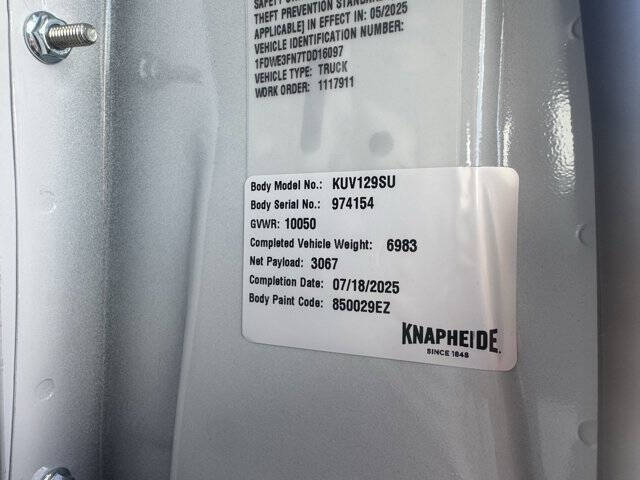 THEFT PREVENTION STANDARD
APPLICABLE] IN EFFECT IN: 05/2025
VEHICLE IDENTIFICATION NUMBER:
1FDWE3FN7TDD16097
VEHICLE TYPE: TRUCK
WORK ORDER: 1117911
Body Model No.: KUV129SU
Body Serial No.: 974154
GVWR: 10050
Completed Vehicle Weight: 6983
Net Payload: 3067
Completion Date: 07/18/2025
Body Paint Code: 850029EZ
KNAPHEIDE
SINCE 1848